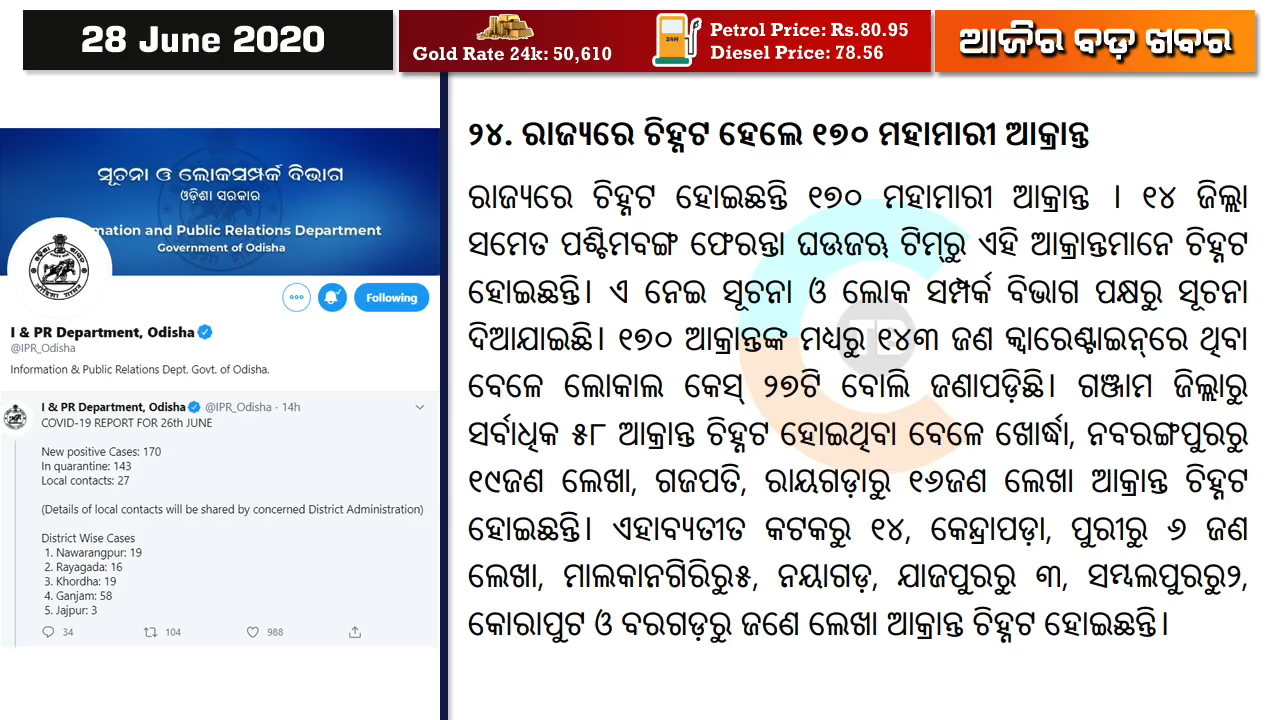 28 June 2020
Gold Rate 24k: 50,610
Petrol Price: Rs.80.95
Diesel Price: 78.56
ଆଜିର ବଡ଼ ଖବର
ସୂଚନା ଓ ଲୋକସମ୍ପର୍କ ବିଭାଗ
ଓଡ଼ିଶା ସରକାର
mation and Public Relations Department
Government of Odisha
Following
I & PR Department, Odisha
@IPR_Odisha
Information & Public Relations Dept. Govt. of Odisha.
I & PR Department, Odisha @IPR_Odisha · 14h
COVID-19 REPORT FOR 26th JUNE
New positive Cases: 170
In quarantine: 143
Local contacts: 27
(Details of local contacts will be shared by concerned District Administration)
District Wise Cases
1. Nawarangpur: 19
2. Rayagada: 16
3. Khordha: 19
4. Ganjam: 58
5. Jajpur: 3
34 104 988
୨୪. ରାଜ୍ୟରେ ଚିହ୍ନଟ ହେଲେ ୧୭୦ ମହାମାରୀ ଆକ୍ରାନ୍ତ
ରାଜ୍ୟରେ ଚିହ୍ନଟ ହୋଇଛନ୍ତି ୧୭୦ ମହାମାରୀ ଆକ୍ରାନ୍ତ । ୧୪ ଜିଲ୍ଲା
ସମେତ ପଶ୍ଚିମବଙ୍ଗ ଫେରନ୍ତା ଘଊଜଋ ଟିମ୍‌ରୁ ଏହି ଆକ୍ରାନ୍ତମାନେ ଚିହ୍ନଟ
ହୋଇଛନ୍ତି। ଏ ନେଇ ସୂଚନା ଓ ଲୋକ ସମ୍ପର୍କ ବିଭାଗ ପକ୍ଷରୁ ସୂଚନା
ଦିଆଯାଇଛି। ୧୭୦ ଆକ୍ରାନ୍ତଙ୍କ ମଧ୍ୟରୁ ୧୪୩ ଜଣ କ୍ୱାରେଣ୍ଟାଇନ୍‌ରେ ଥିବା
ବେଳେ ଲୋକାଲ କେସ୍ ୨୭ଟି ବୋଲି ଜଣାପଡ଼ିଛି। ଗଞ୍ଜାମ ଜିଲ୍ଲାରୁ
ସର୍ବାଧିକ ୫୮ ଆକ୍ରାନ୍ତ ଚିହ୍ନଟ ହୋଇଥିବା ବେଳେ ଖୋର୍ଦ୍ଧା, ନବରଙ୍ଗପୁରରୁ
୧୯ଜଣ ଲେଖା, ଗଜପତି, ରାୟଗଡ଼ାରୁ ୧୬ଜଣ ଲେଖା ଆକ୍ରାନ୍ତ ଚିହ୍ନଟ
ହୋଇଛନ୍ତି। ଏହାବ୍ୟତୀତ କଟକରୁ ୧୪, କେନ୍ଦ୍ରାପଡ଼ା, ପୁରୀରୁ ୬ ଜଣ
ଲେଖା, ମାଲକାନଗିରିରୁ୫, ନୟାଗଡ଼, ଯାଜପୁରରୁ ୩, ସମ୍ବଲପୁରରୁ୨,
କୋରାପୁଟ ଓ ବରଗଡ଼ରୁ ଜଣେ ଲେଖା ଆକ୍ରାନ୍ତ ଚିହ୍ନଟ ହୋଇଛନ୍ତି।